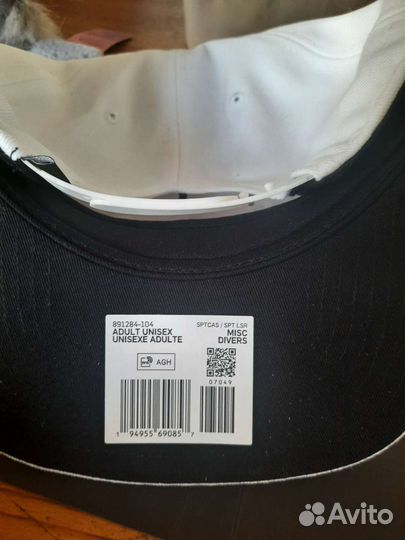 891284-104
ADULT UNISEX
UNISEXE ADULTE
SPTCAS / SPT LSR
MISC
DIVERS
AGH
07049
1 94955 69085 7
Avito